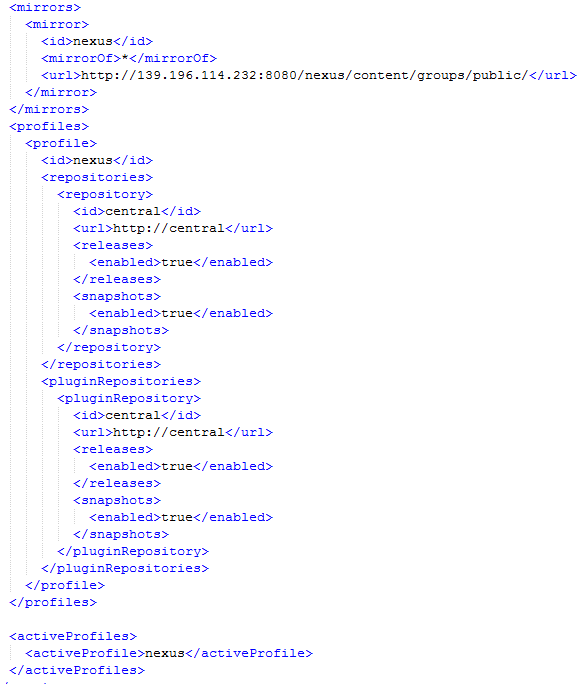 <mirrors>
<mirror>
<id>nexus</id>
<mirrorOf>*</mirrorOf>
<url>http://139.196.114.232:8080/nexus/content/groups/public/</url>
</mirror>
</mirrors>
<profiles>
<profile>
<id>nexus</id>
<repositories>
<repository>
<id>central</id>
<url>http://central</url>
<releases>
<enabled>true</enabled>
</releases>
<snapshots>
<enabled>true</enabled>
</snapshots>
</repository>
</repositories>
<pluginRepositories>
<pluginRepository>
<id>central</id>
<url>http://central</url>
<releases>
<enabled>true</enabled>
</releases>
<snapshots>
<enabled>true</enabled>
</snapshots>
</pluginRepository>
</pluginRepositories>
</profile>
</profiles>
<activeProfiles>
<activeProfile>nexus</activeProfile>
</activeProfiles>